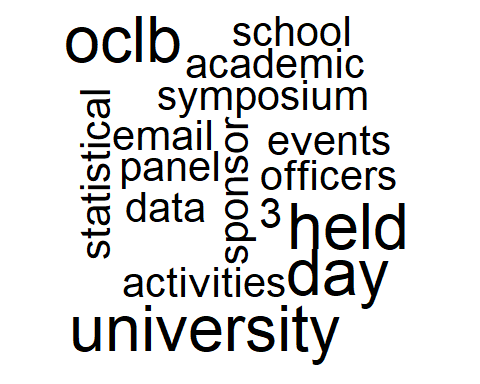 oclb
school
academic
symposium
statistical
email
sponsor
events
panel
officers
data
3
held
activities
day
university